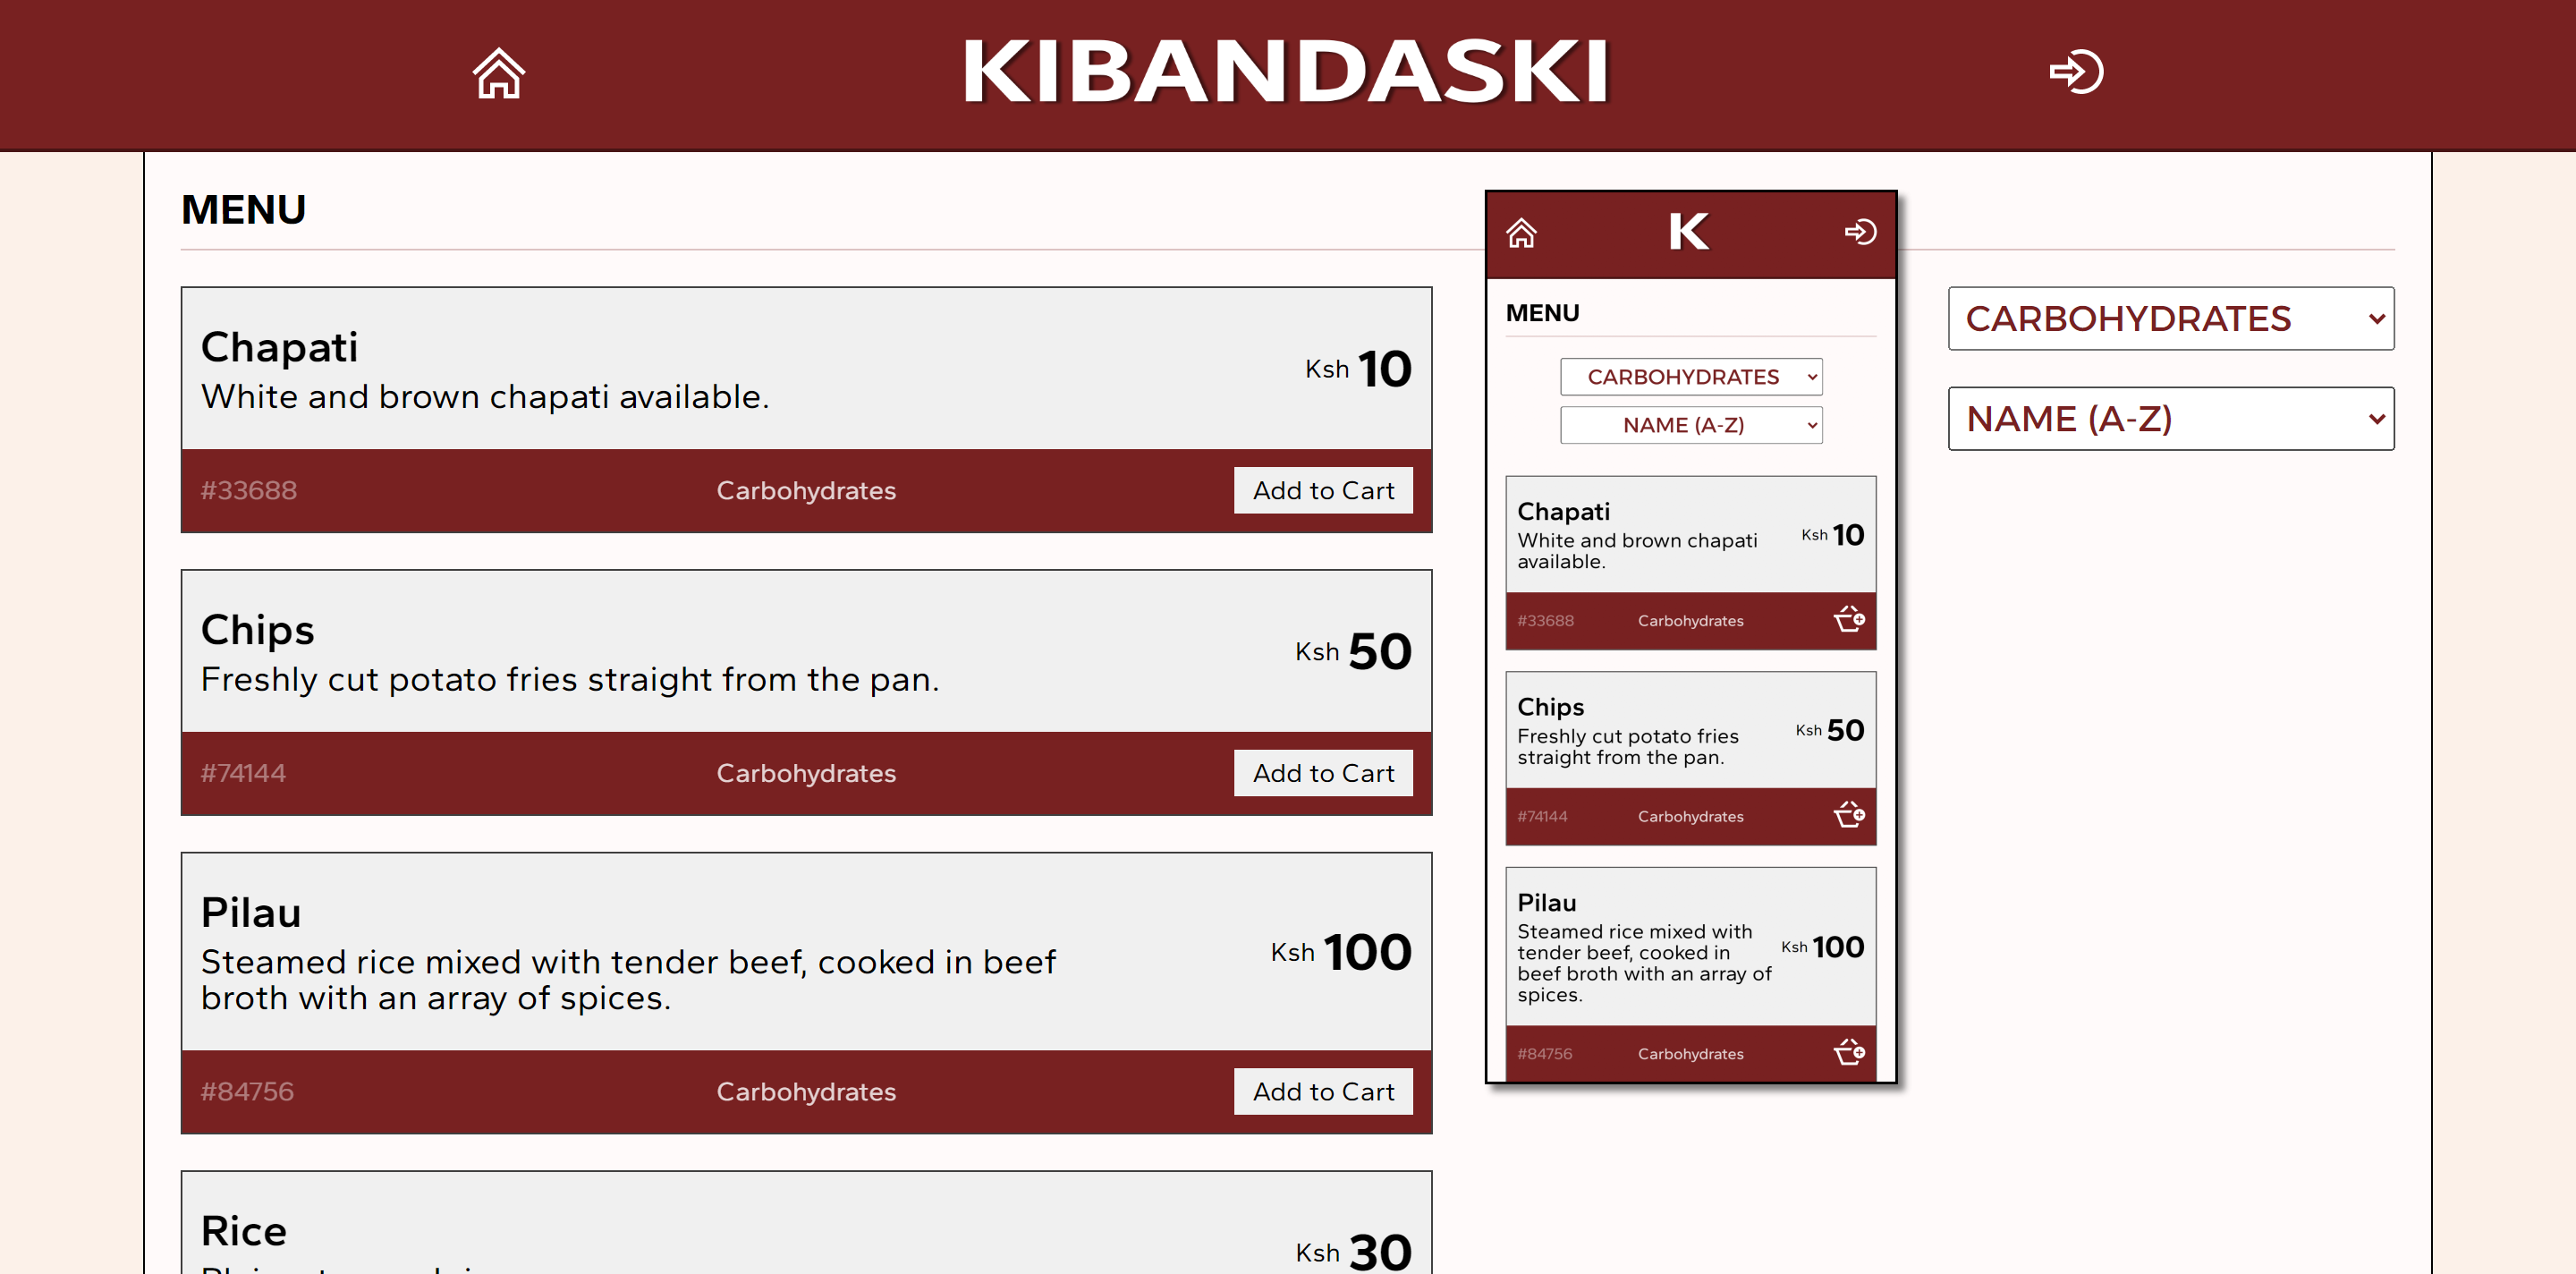 KIBANDASKI
MENU
Chapati
White and brown chapati available.
Ksh 10
#33688
Carbohydrates
Add to Cart
Chips
Freshly cut potato fries straight from the pan.
Ksh 50
#74144
Carbohydrates
Add to Cart
Pilau
Steamed rice mixed with tender beef, cooked in beef
broth with an array of spices.
Ksh 100
#84756
Carbohydrates
Add to Cart
Rice
Ksh 30
K
MENU
CARBOHYDRATES
NAME (A-Z)
Chapati
White and brown chapati
available.
Ksh 10
#33688
Carbohydrates
Chips
Freshly cut potato fries
straight from the pan.
Ksh 50
#74144
Carbohydrates
Pilau
Steamed rice mixed with
tender beef, cooked in
beef broth with an array of
spices.
Ksh 100
#84756
Carbohydrates
CARBOHYDRATES
NAME (A-Z)